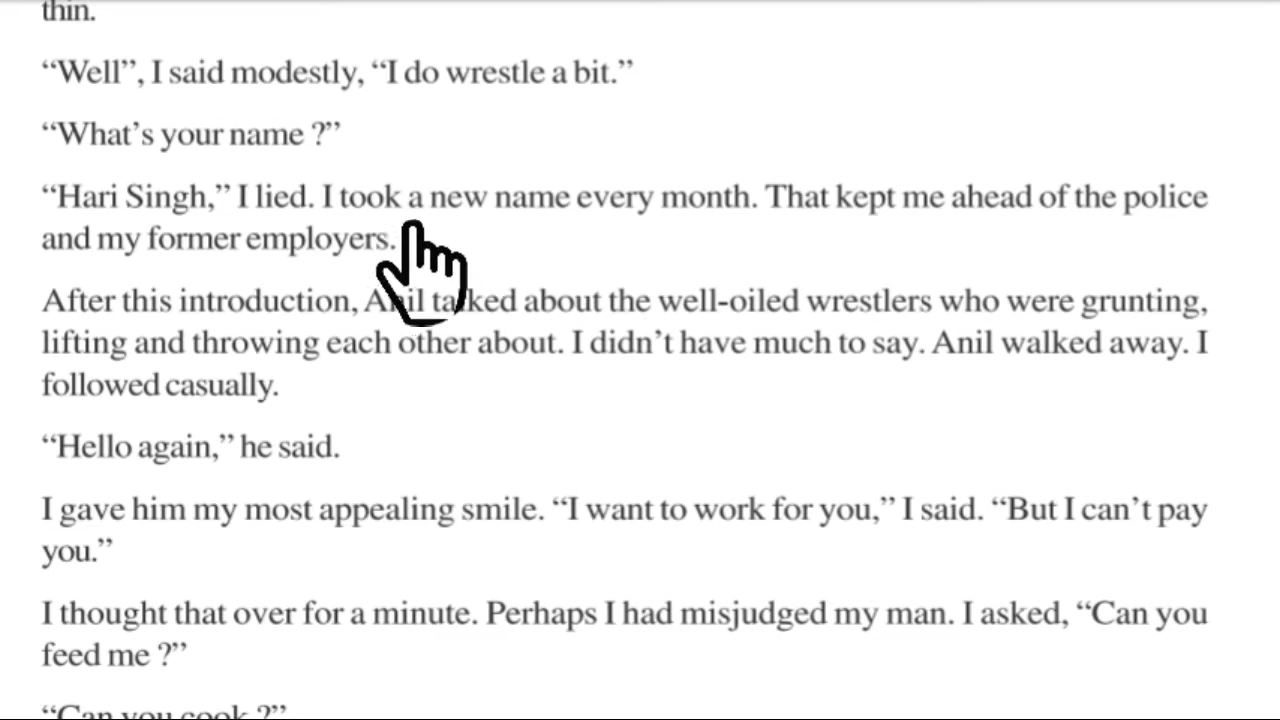 thin.
“Well”, I said modestly, “I do wrestle a bit.”
“What’s your name ?”
“Hari Singh,” I lied. I took a new name every month. That kept me ahead of the police
and my former employers.
After this introduction, Anil talked about the well-oiled wrestlers who were grunting,
lifting and throwing each other about. I didn’t have much to say. Anil walked away. I
followed casually.
“Hello again,” he said.
I gave him my most appealing smile. “I want to work for you,” I said. “But I can’t pay
you.”
I thought that over for a minute. Perhaps I had misjudged my man. I asked, “Can you
feed me ?”
“Can you cook ?”